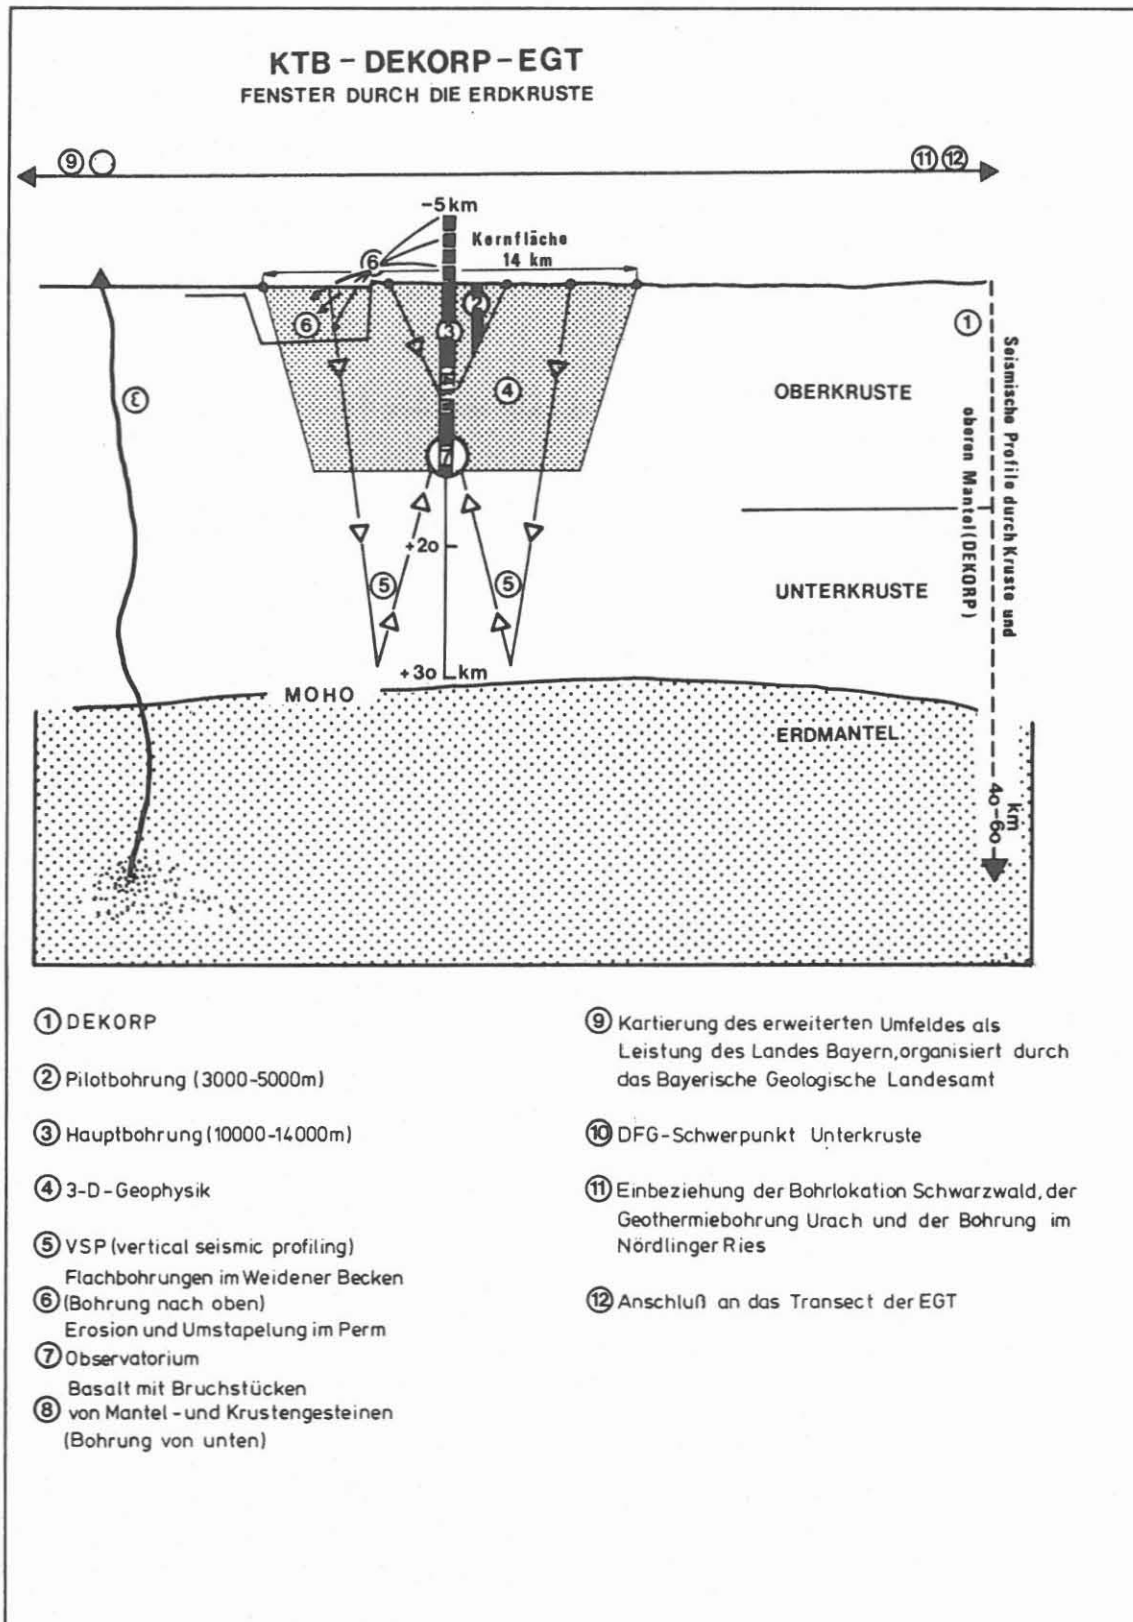 KTB – DEKORP – EGT
FENSTER DURCH DIE ERDKRUSTE
⑨
⑪ ⑫
-5 km
Kernfläche
14 km
⑥
⑥
②
③
①
④
OBERKRUSTE
Seismische Profile durch Kruste und
oberen Mantel (DEKORP)
7
+20
⑤
⑤
UNTERKRUSTE
+30 km
MOHO
ERDMANTEL
km
40-60
① DEKORP
② Pilotbohrung (3000-5000m)
③ Hauptbohrung (10000-14000m)
④ 3-D-Geophysik
⑤ VSP (vertical seismic profiling)
Flachbohrungen im Weidener Becken
⑥ (Bohrung nach oben)
Erosion und Umstapelung im Perm
⑦ Observatorium
Basalt mit Bruchstücken
⑧ von Mantel-und Krustengesteinen
(Bohrung von unten)
⑨ Kartierung des erweiterten Umfeldes als
Leistung des Landes Bayern, organisiert durch
das Bayerische Geologische Landesamt
⑩ DFG-Schwerpunkt Unterkruste
⑪ Einbeziehung der Bohrlokation Schwarzwald, der
Geothermiebohrung Urach und der Bohrung im
Nördlinger Ries
⑫ Anschluß an das Transect der EGT